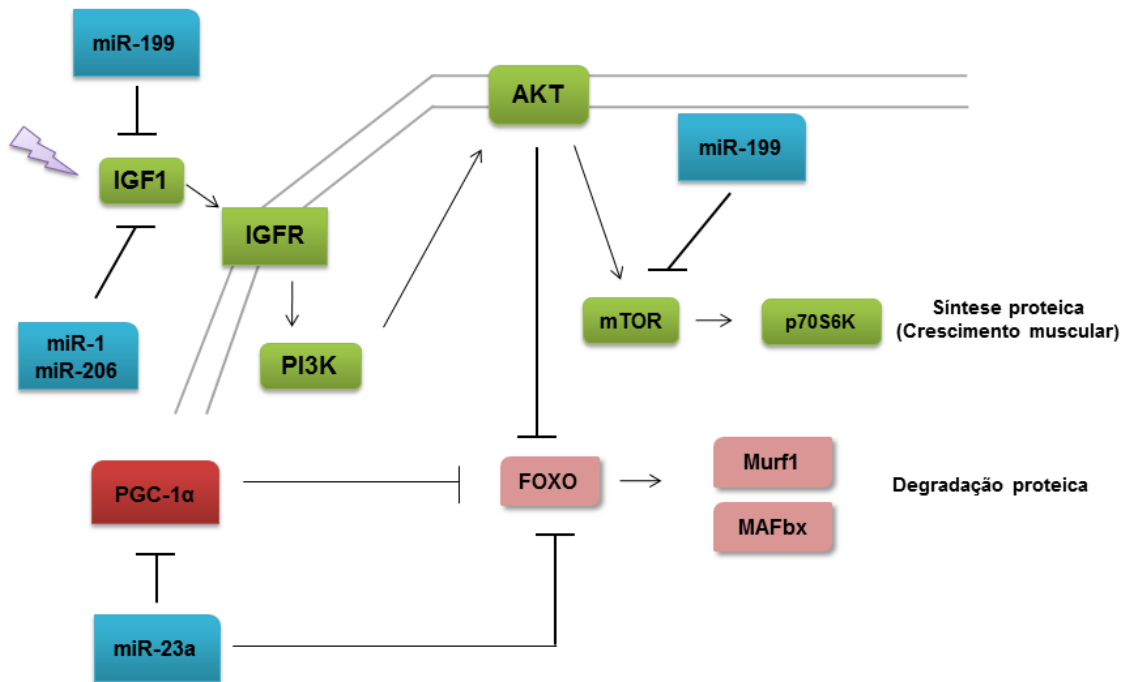 miR-199
AKT
miR-199
IGF1
IGFR
mTOR
p70S6K
Síntese proteica
(Crescimento muscular)
miR-1
miR-206
PI3K
PGC-1α
FOXO
Murf1
MAFbx
Degradação proteica
miR-23a